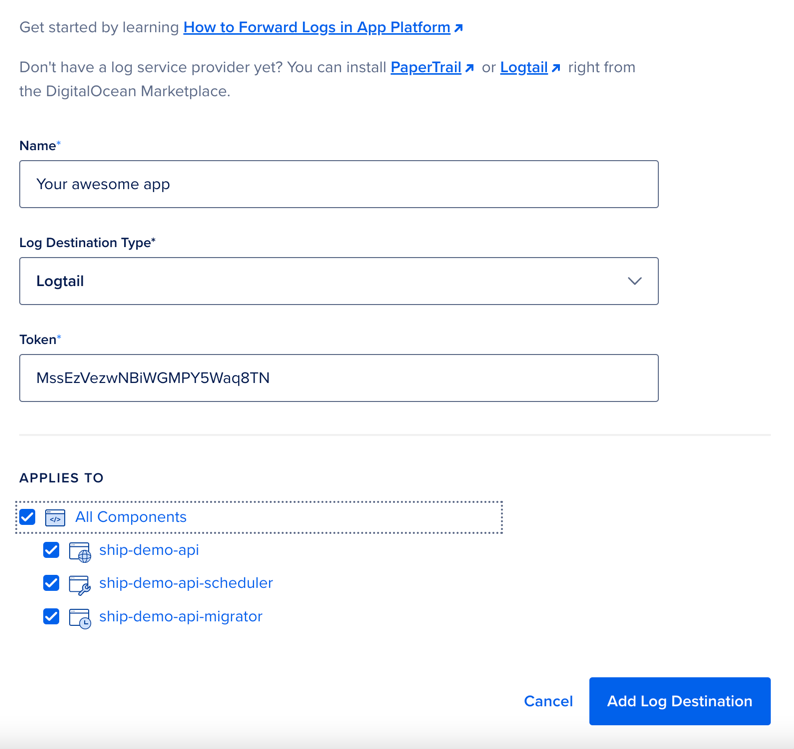 Get started by learning How to Forward Logs in App Platform
Don't have a log service provider yet? You can install PaperTrail or Logtail right from
the DigitalOcean Marketplace.
Name*
Your awesome app
Log Destination Type*
Logtail
Token*
MssEzVezwNBiWGMPY5Waq8TN
APPLIES TO
All Components
ship-demo-api
ship-demo-api-scheduler
ship-demo-api-migrator
Cancel Add Log Destination